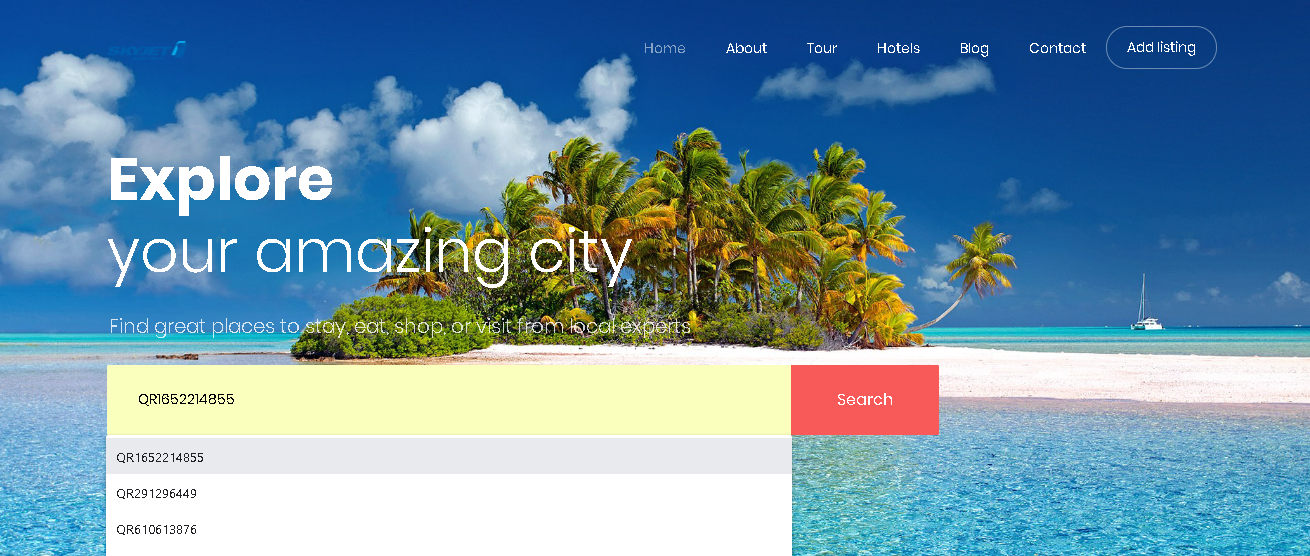 SKYJET
Home About Tour Hotels Blog Contact Add listing
Explore
your amazing city
Find great places to stay, eat, shop, or visit from local experts
QR1652214855 Search
QR1652214855
QR291296449
QR610613876